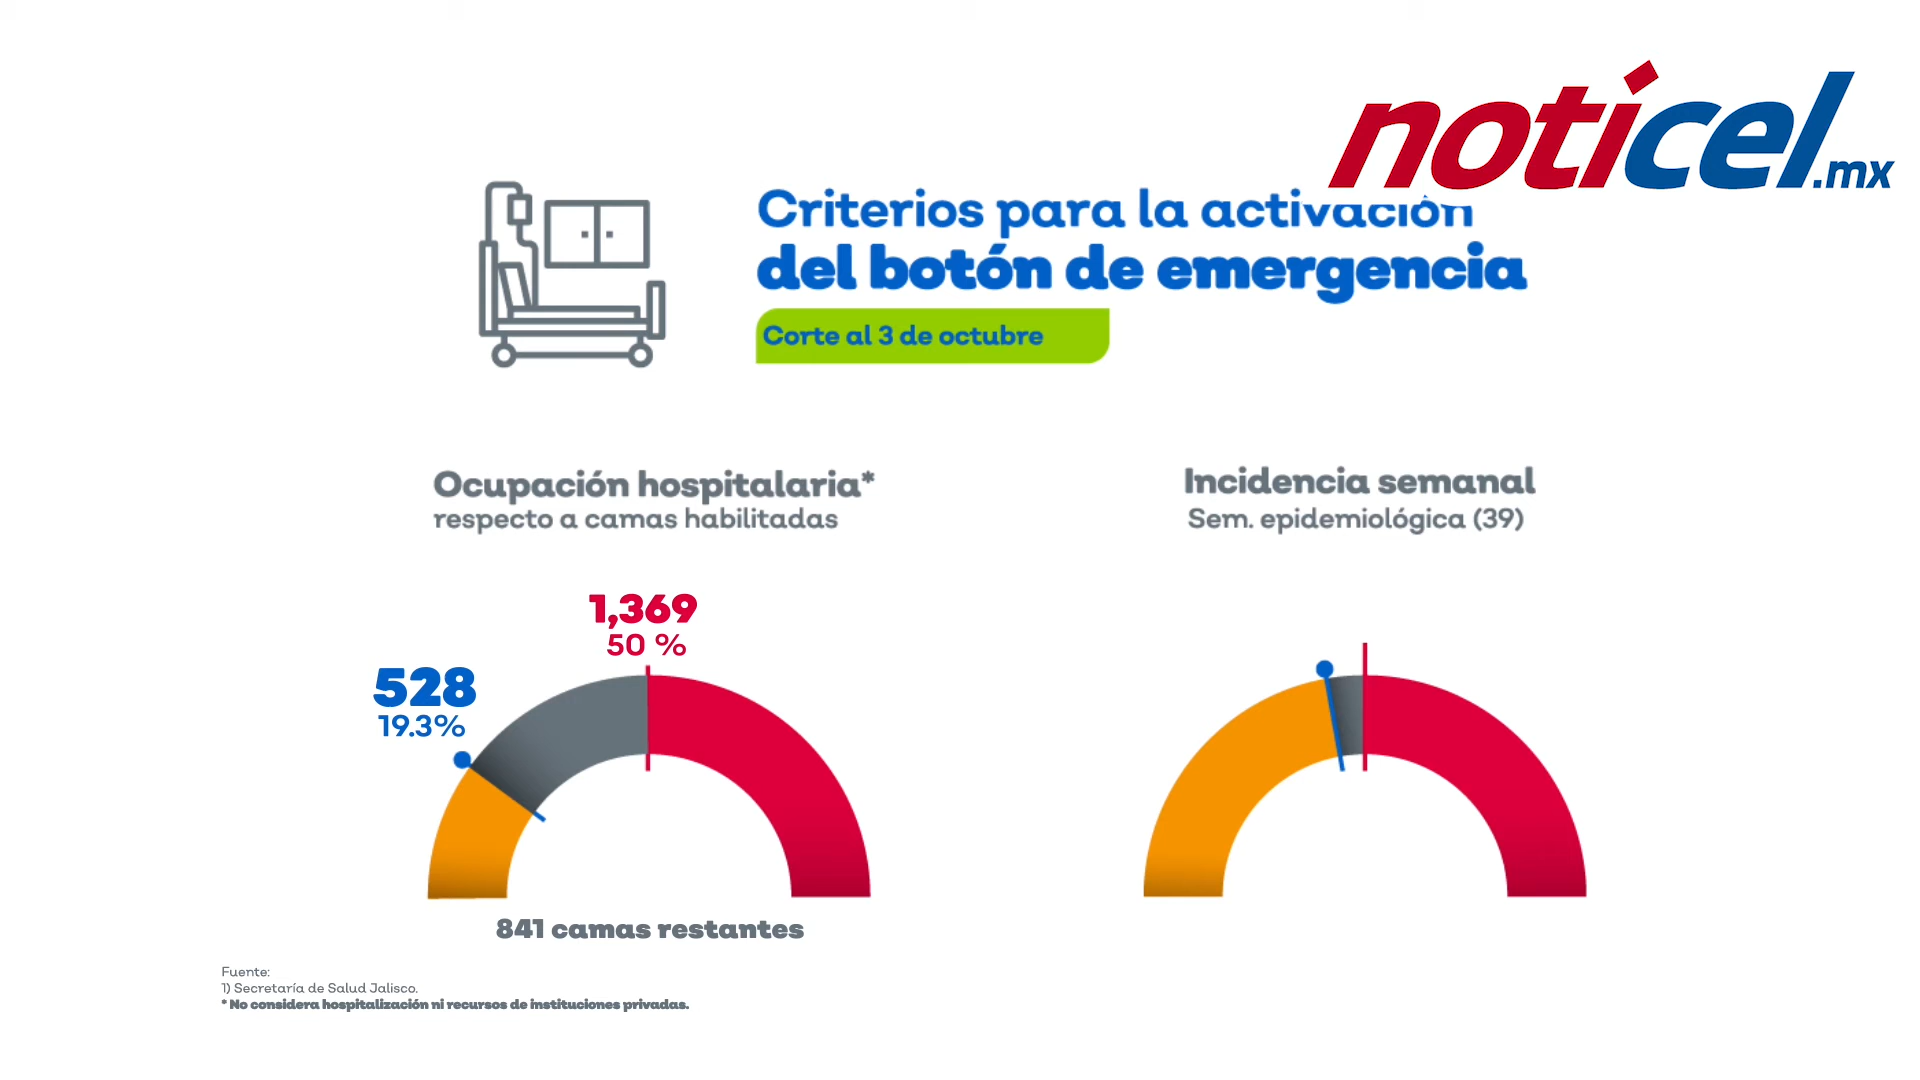 noticel.mx
Criterios para la activación
del botón de emergencia
Corte al 3 de octubre
Ocupación hospitalaria*
respecto a camas habilitadas
1,369
50 %
528
19.3%
841 camas restantes
Incidencia semanal
Sem. epidemiológica (39)
Fuente:
1) Secretaría de Salud Jalisco.
* No considera hospitalización ni recursos de instituciones privadas.